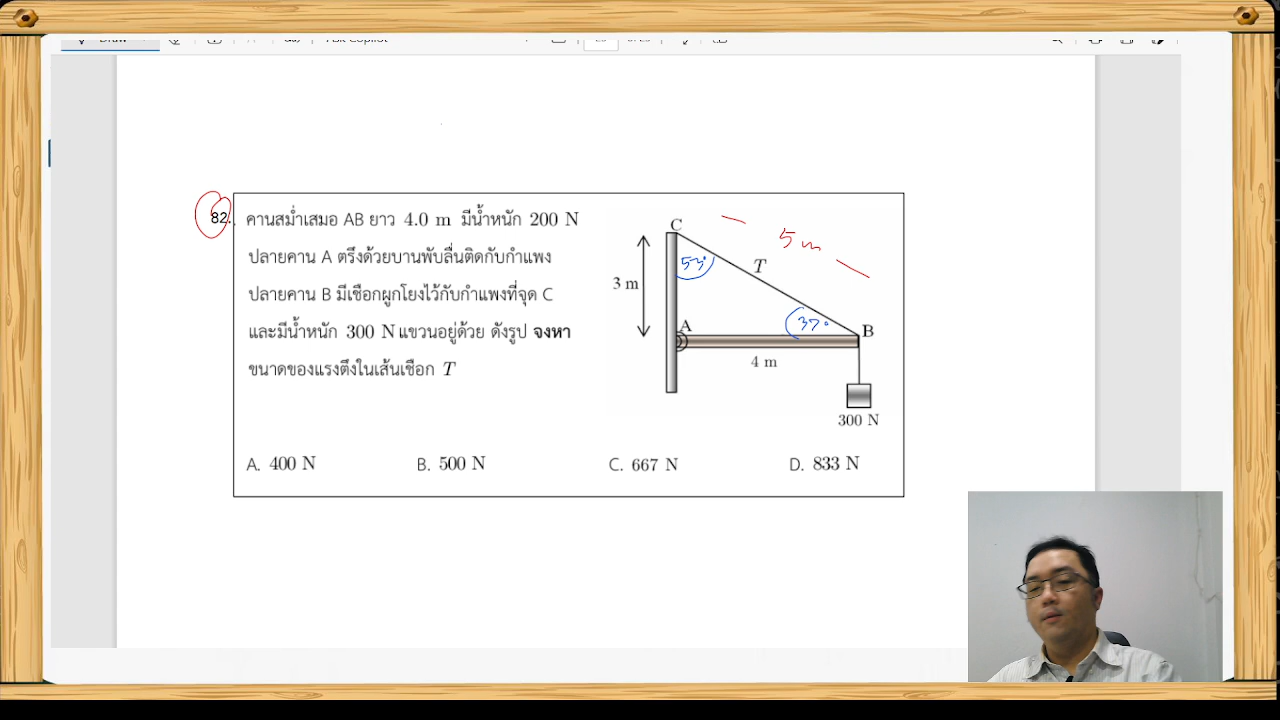 82. คานสม่ำเสมอ AB ยาว 4.0 m มีน้ำหนัก 200 N
ปลายคาน A ตรึงด้วยบานพับลื่นติดกับกำแพง
ปลายคาน B มีเชือกผูกโยงไว้กับกำแพงที่จุด C
และมีน้ำหนัก 300 N แขวนอยู่ด้วย ดังรูป จงหา
ขนาดของแรงตึงในเส้นเชือก T
C
5 m
53°
T
3 m
A
37°
B
4 m
300 N
A. 400 N B. 500 N C. 667 N D. 833 N